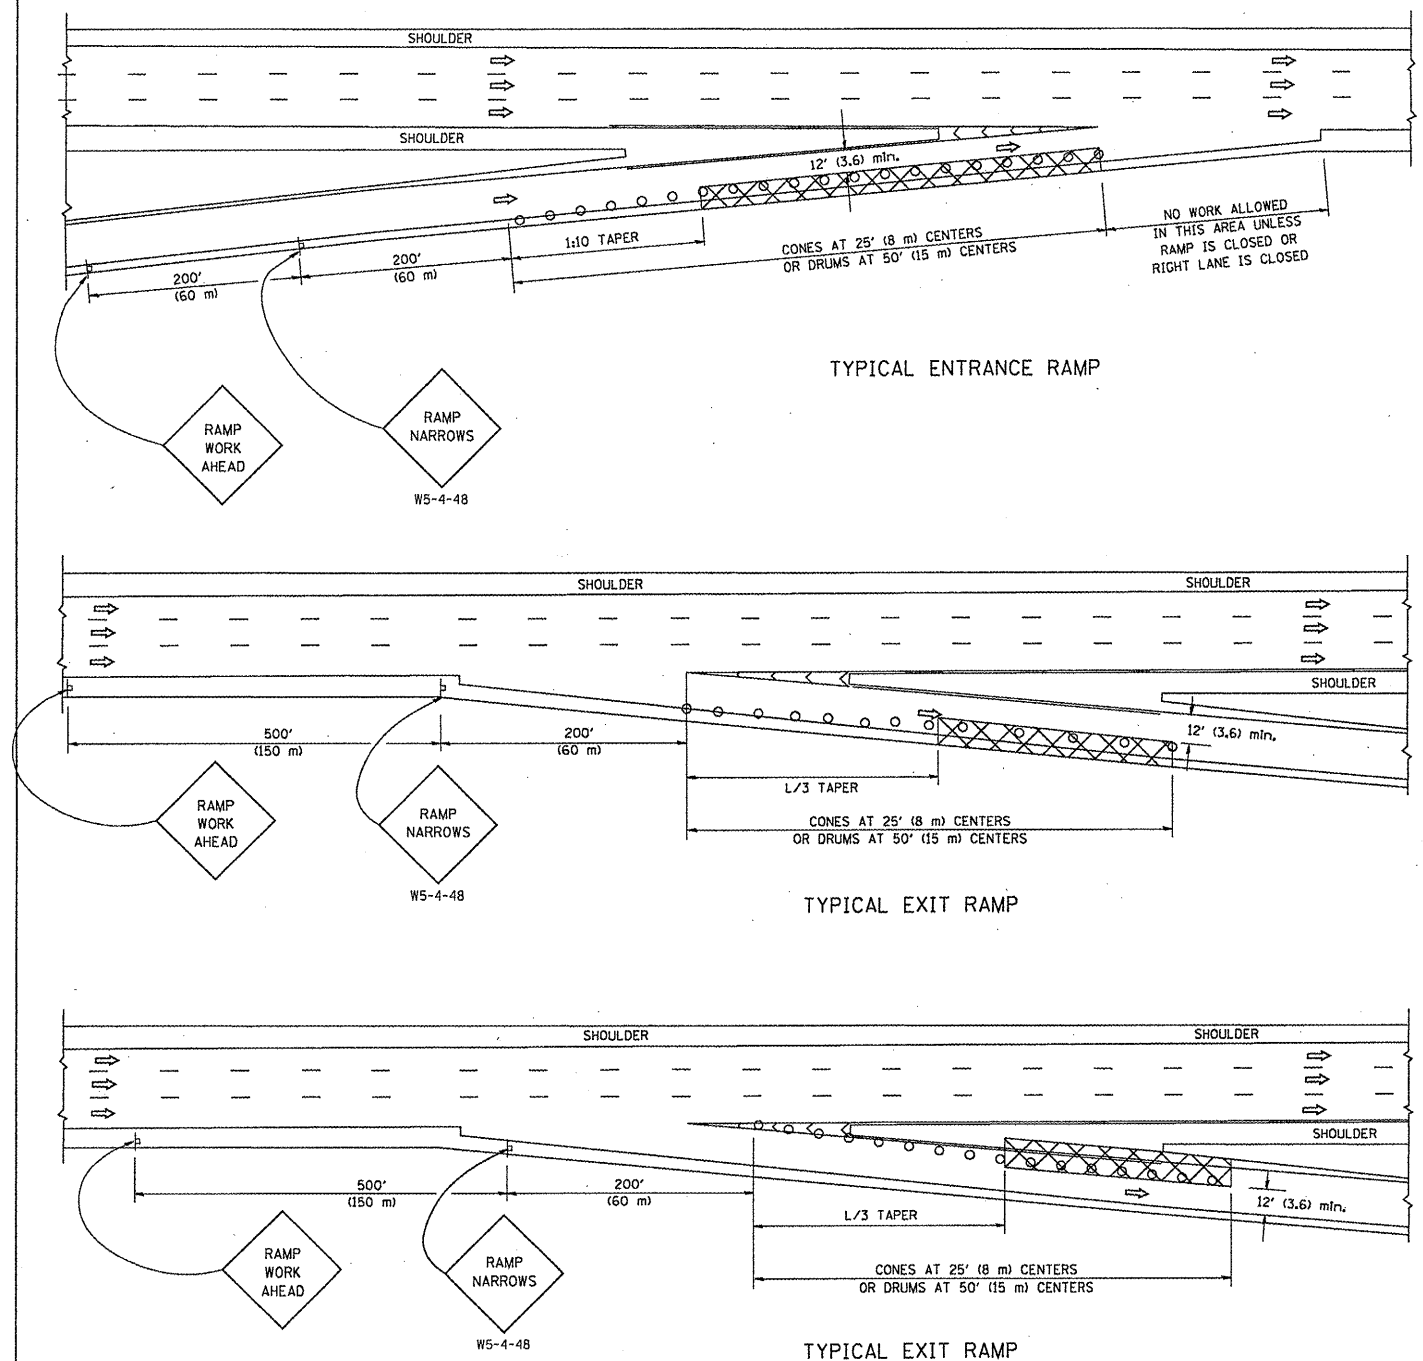 SHOULDER
SHOULDER
12' (3.6) min.
1:10 TAPER
CONES AT 25' (8 m) CENTERS
OR DRUMS AT 50' (15 m) CENTERS
NO WORK ALLOWED
IN THIS AREA UNLESS
RAMP IS CLOSED OR
RIGHT LANE IS CLOSED
200'
(60 m)
200'
(60 m)
TYPICAL ENTRANCE RAMP
RAMP
WORK
AHEAD
RAMP
NARROWS
W5-4-48
SHOULDER
SHOULDER
SHOULDER
500'
(150 m)
200'
(60 m)
12' (3.6) min.
L/3 TAPER
CONES AT 25' (8 m) CENTERS
OR DRUMS AT 50' (15 m) CENTERS
RAMP
WORK
AHEAD
RAMP
NARROWS
W5-4-48
TYPICAL EXIT RAMP
SHOULDER
SHOULDER
SHOULDER
500'
(150 m)
200'
(60 m)
12' (3.6) min.
L/3 TAPER
CONES AT 25' (8 m) CENTERS
OR DRUMS AT 50' (15 m) CENTERS
RAMP
WORK
AHEAD
RAMP
NARROWS
W5-4-48
TYPICAL EXIT RAMP